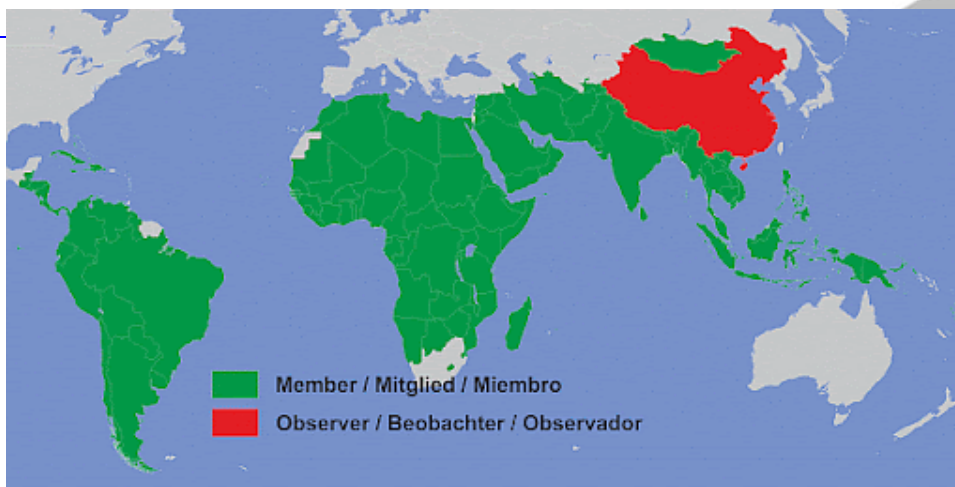 Member / Mitglied / Miembro
Observer / Beobachter / Observador